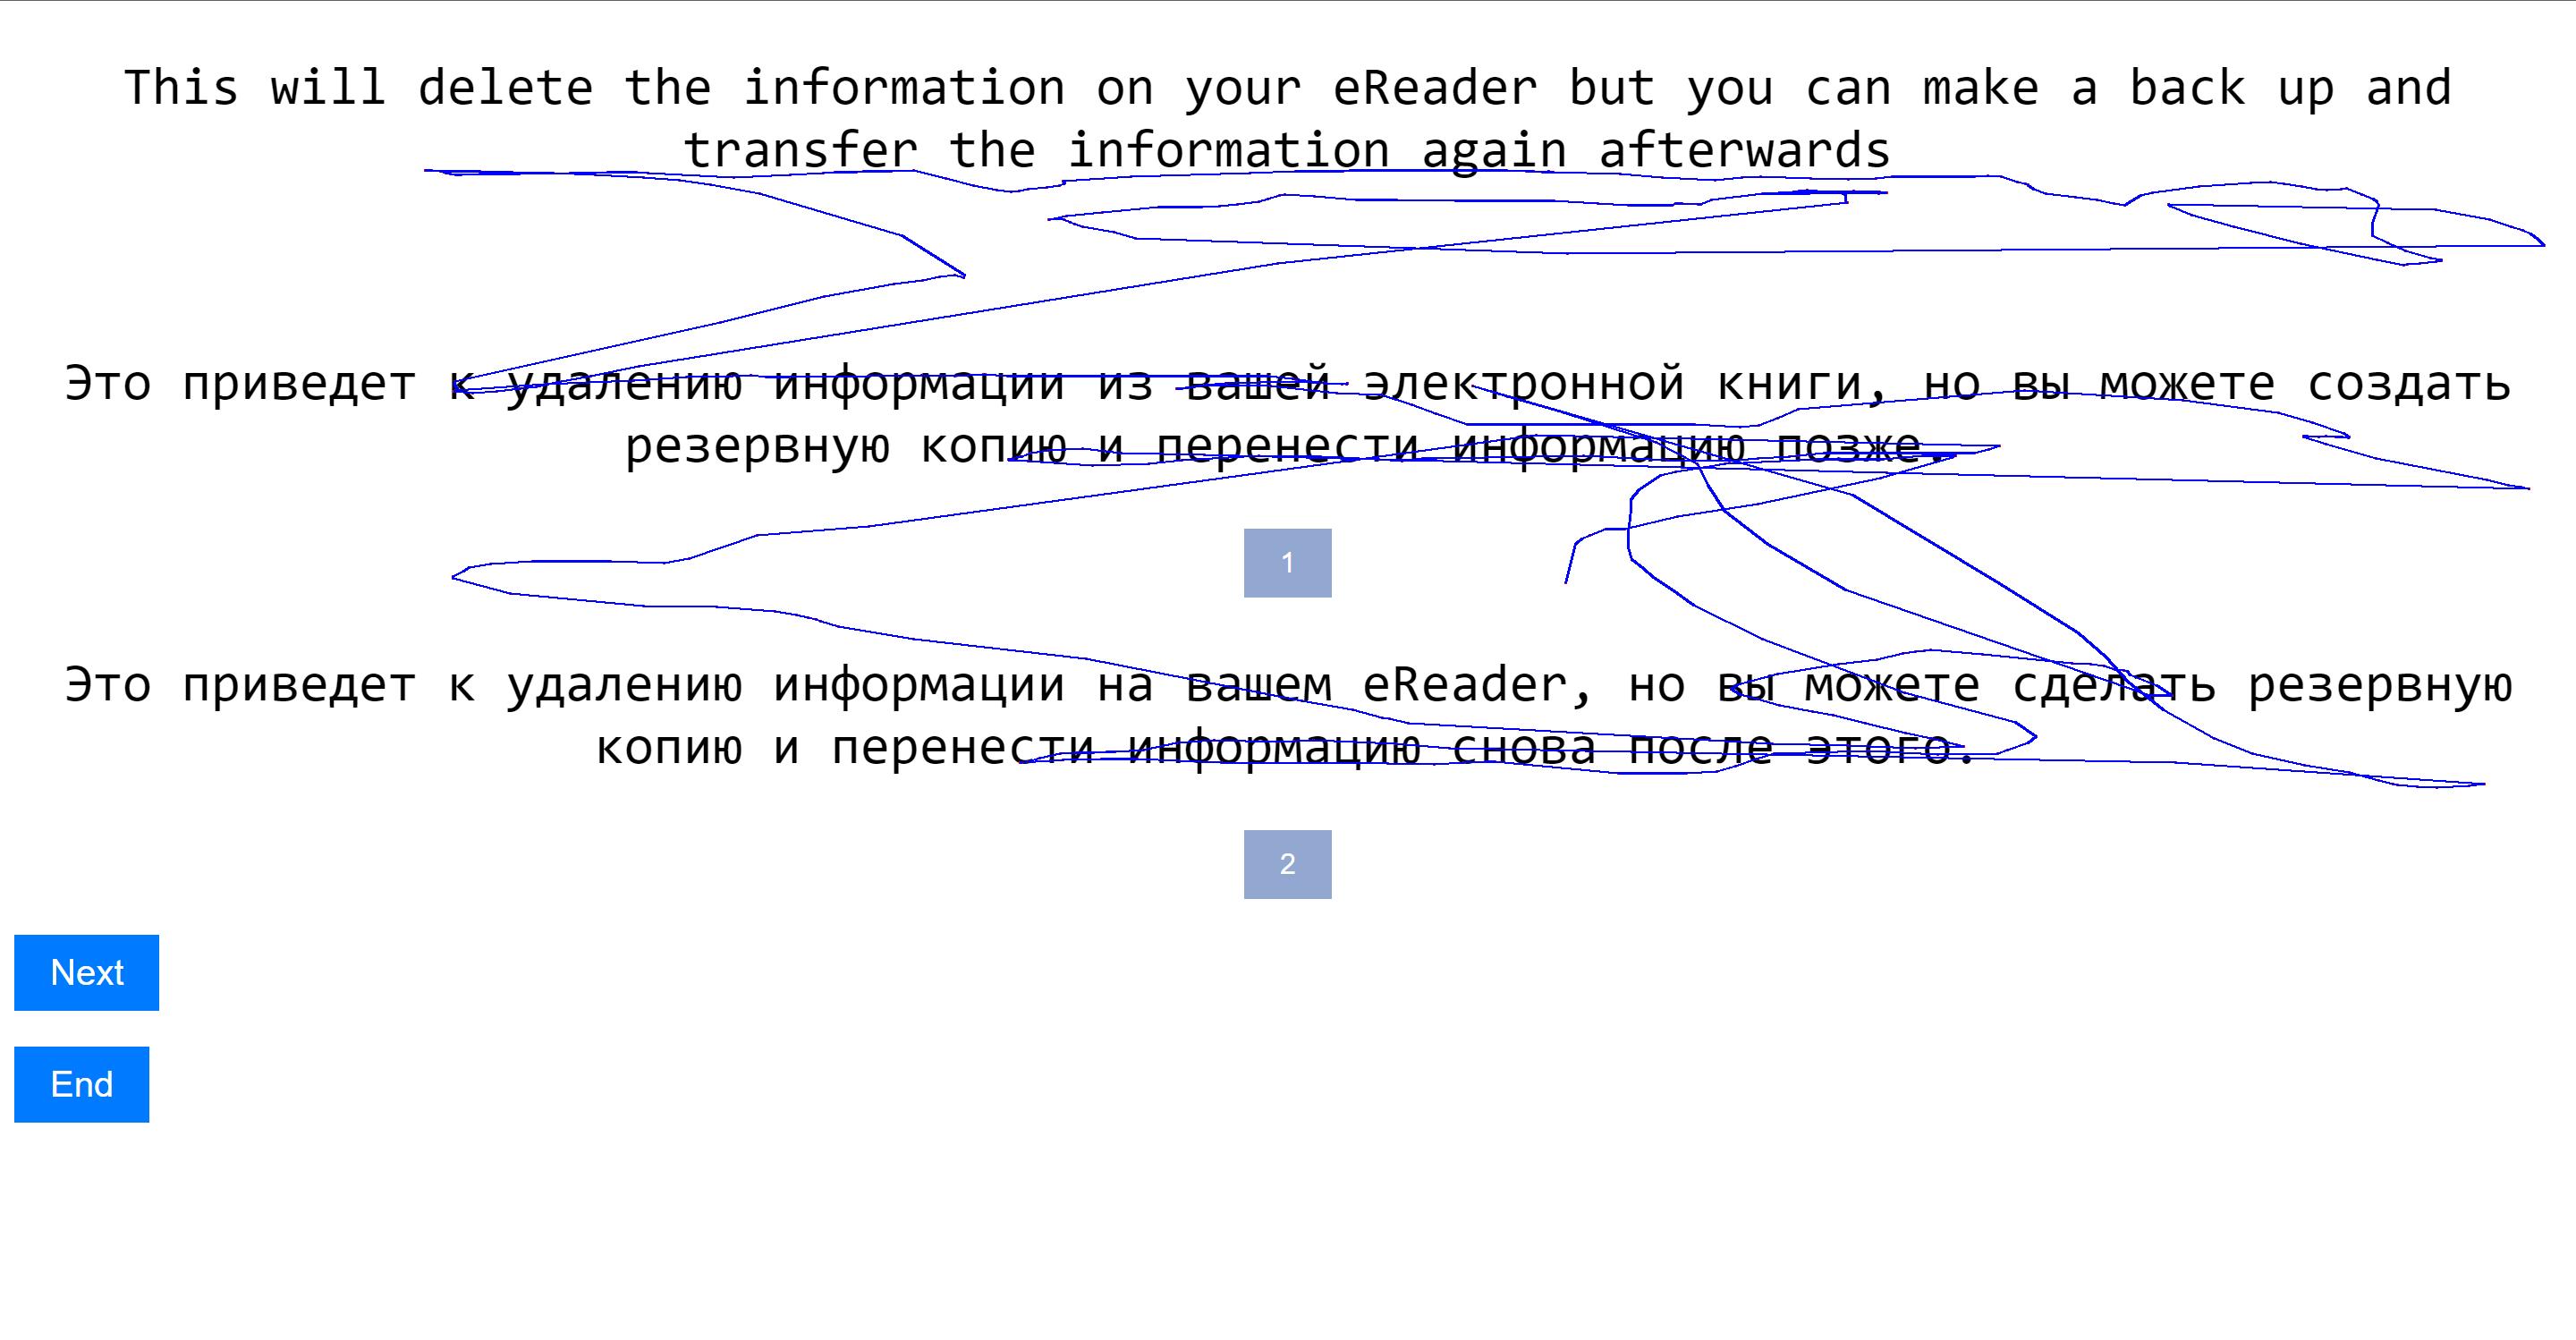 This will delete the information on your eReader but you can make a back up and
transfer the information again afterwards
Это приведет к удалению информации из вашей электронной книги, но вы можете создать
резервную копию и перенести информацию позже.
1
Это приведет к удалению информации на вашем eReader, но вы можете сделать резервную
копию и перенести информацию снова после этого.
2
Next
End